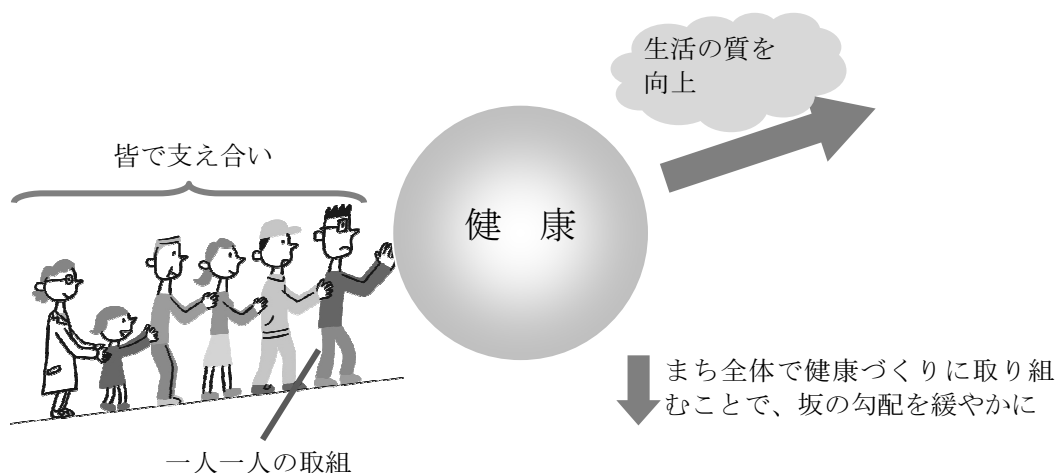 生活の質を
向上
皆で支え合い
健　康
まち全体で健康づくりに取り組
むことで、坂の勾配を緩やかに
一人一人の取組